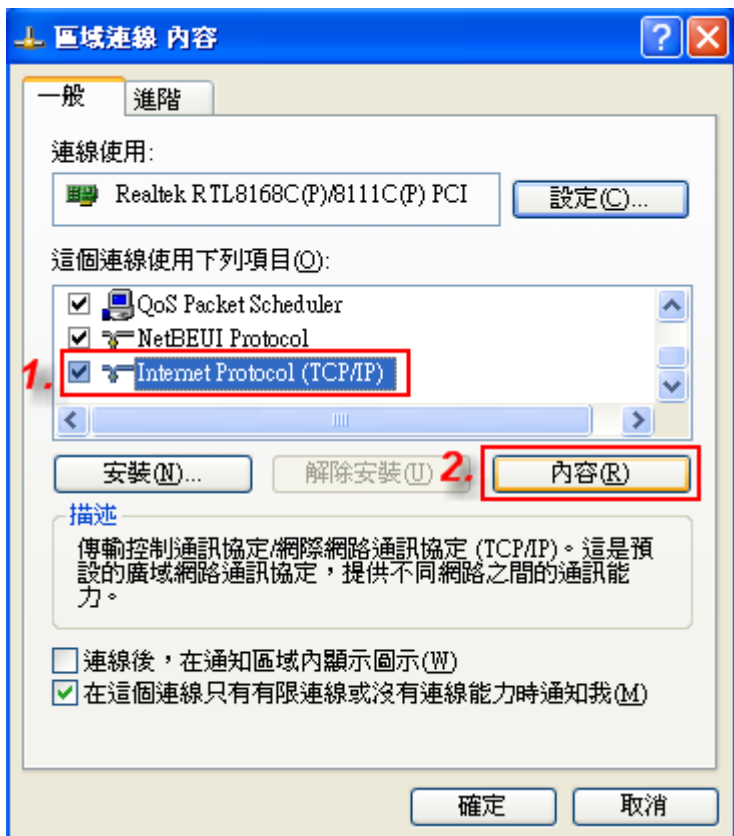 區域連線 內容
一般
進階
連線使用:
Realtek RTL8168C(P)/8111C(P) PCI
設定(C)...
這個連線使用下列項目(O):
QoS Packet Scheduler
NetBEUI Protocol
1. Internet Protocol (TCP/IP)
安裝(N)...
解除安裝(U)
2. 內容(R)
描述
傳輸控制通訊協定/網際網路通訊協定 (TCP/IP)。這是預
設的廣域網路通訊協定，提供不同網路之間的通訊能
力。
連線後，在通知區域內顯示圖示(W)
在這個連線只有有限連線或沒有連線能力時通知我(M)
確定
取消